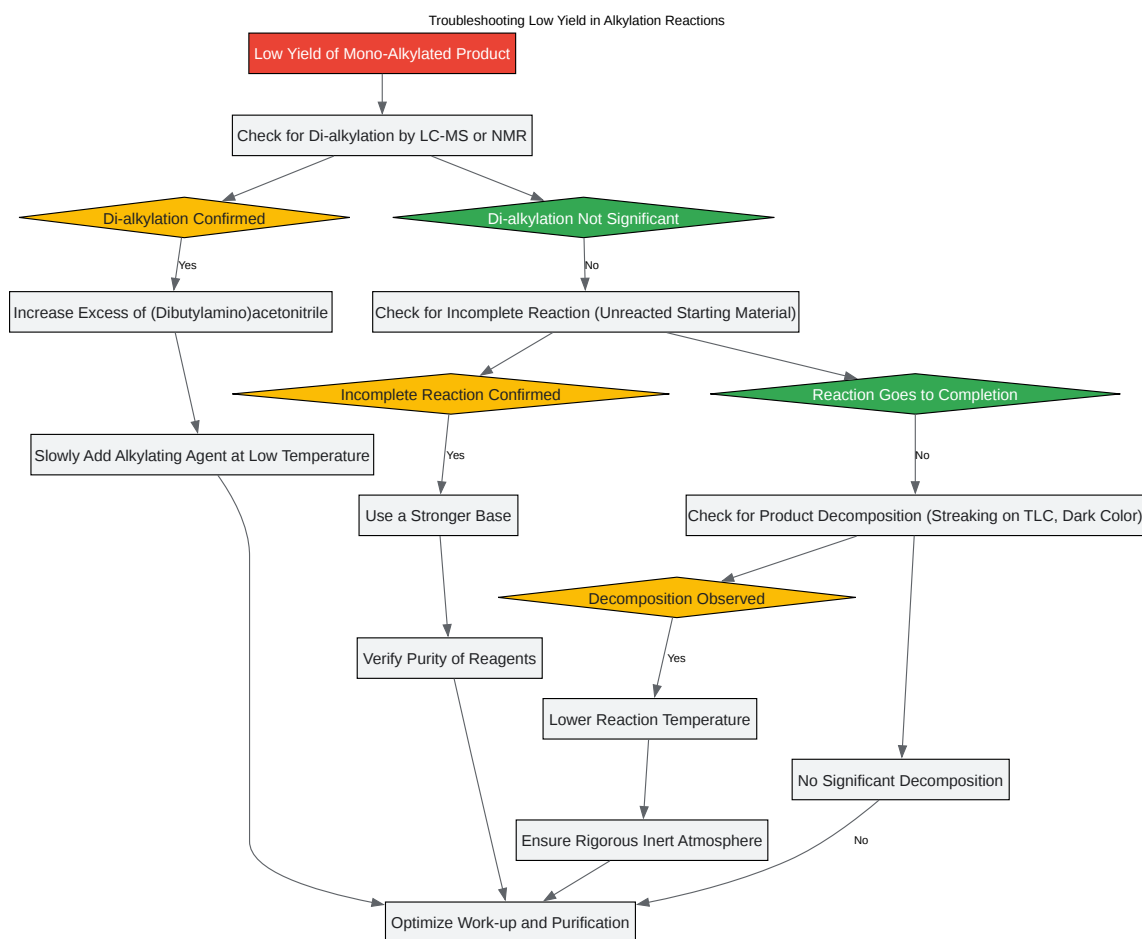 Troubleshooting Low Yield in Alkylation Reactions
Low Yield of Mono-Alkylated Product
Check for Di-alkylation by LC-MS or NMR
Di-alkylation Confirmed
Di-alkylation Not Significant
Yes
No
Increase Excess of (Dibutylamino)acetonitrile
Check for Incomplete Reaction (Unreacted Starting Material)
Incomplete Reaction Confirmed
Reaction Goes to Completion
Slowly Add Alkylating Agent at Low Temperature
Yes
No
Use a Stronger Base
Check for Product Decomposition (Streaking on TLC, Dark Color)
Decomposition Observed
Verify Purity of Reagents
Yes
Lower Reaction Temperature
No Significant Decomposition
Ensure Rigorous Inert Atmosphere
No
Optimize Work-up and Purification